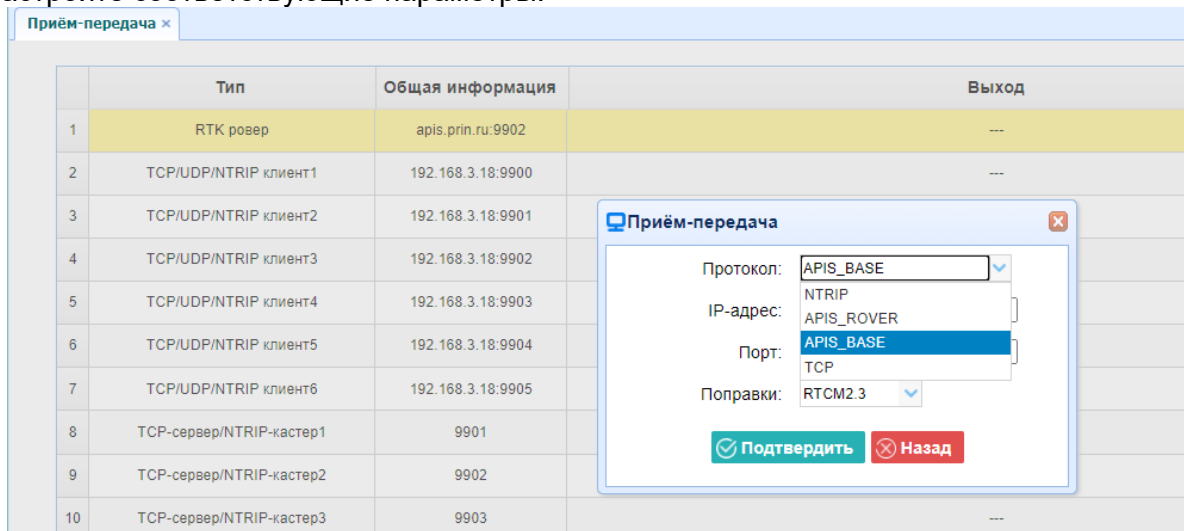 настройте соответствующие параметры.
Приём-передача ×
Тип Общая информация Выход
1 RTK ровер apis.prin.ru:9902 ---
2 TCP/UDP/NTRIP клиент1 192.168.3.18:9900 ---
3 TCP/UDP/NTRIP клиент2 192.168.3.18:9901
4 TCP/UDP/NTRIP клиент3 192.168.3.18:9902
5 TCP/UDP/NTRIP клиент4 192.168.3.18:9903
6 TCP/UDP/NTRIP клиент5 192.168.3.18:9904
7 TCP/UDP/NTRIP клиент6 192.168.3.18:9905
8 TCP-сервер/NTRIP-кастер1 9901
9 TCP-сервер/NTRIP-кастер2 9902
10 TCP-сервер/NTRIP-кастер3 9903 ---
Приём-передача
Протокол: APIS_BASE
NTRIP
IP-адрес:
APIS_ROVER
APIS_BASE
Порт:
TCP
Поправки: RTCM2.3
Подтвердить Назад